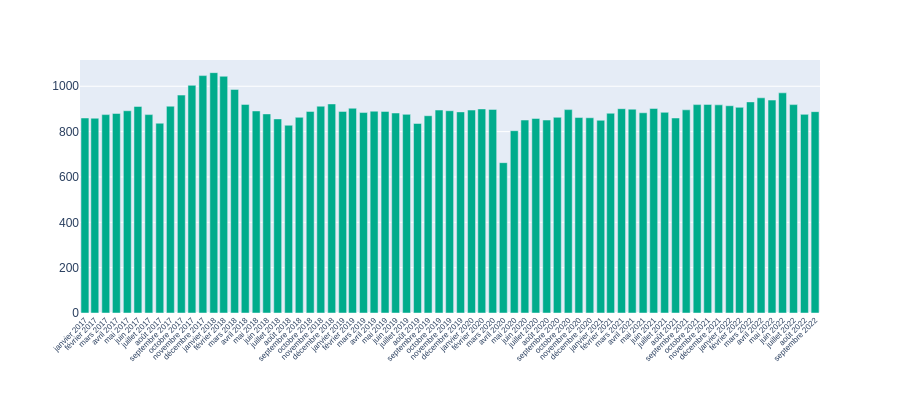 1000
800
600
400
200
0
janvier 2017
février 2017
mars 2017
avril 2017
mai 2017
juin 2017
juillet 2017
août 2017
septembre 2017
octobre 2017
novembre 2017
décembre 2017
janvier 2018
février 2018
mars 2018
avril 2018
mai 2018
juin 2018
juillet 2018
août 2018
septembre 2018
octobre 2018
novembre 2018
décembre 2018
janvier 2019
février 2019
mars 2019
avril 2019
mai 2019
juin 2019
juillet 2019
août 2019
septembre 2019
octobre 2019
novembre 2019
décembre 2019
janvier 2020
février 2020
mars 2020
avril 2020
mai 2020
juin 2020
juillet 2020
août 2020
septembre 2020
octobre 2020
novembre 2020
décembre 2020
janvier 2021
février 2021
mars 2021
avril 2021
mai 2021
juin 2021
juillet 2021
août 2021
septembre 2021
octobre 2021
novembre 2021
décembre 2021
janvier 2022
février 2022
mars 2022
avril 2022
mai 2022
juin 2022
juillet 2022
août 2022
septembre 2022